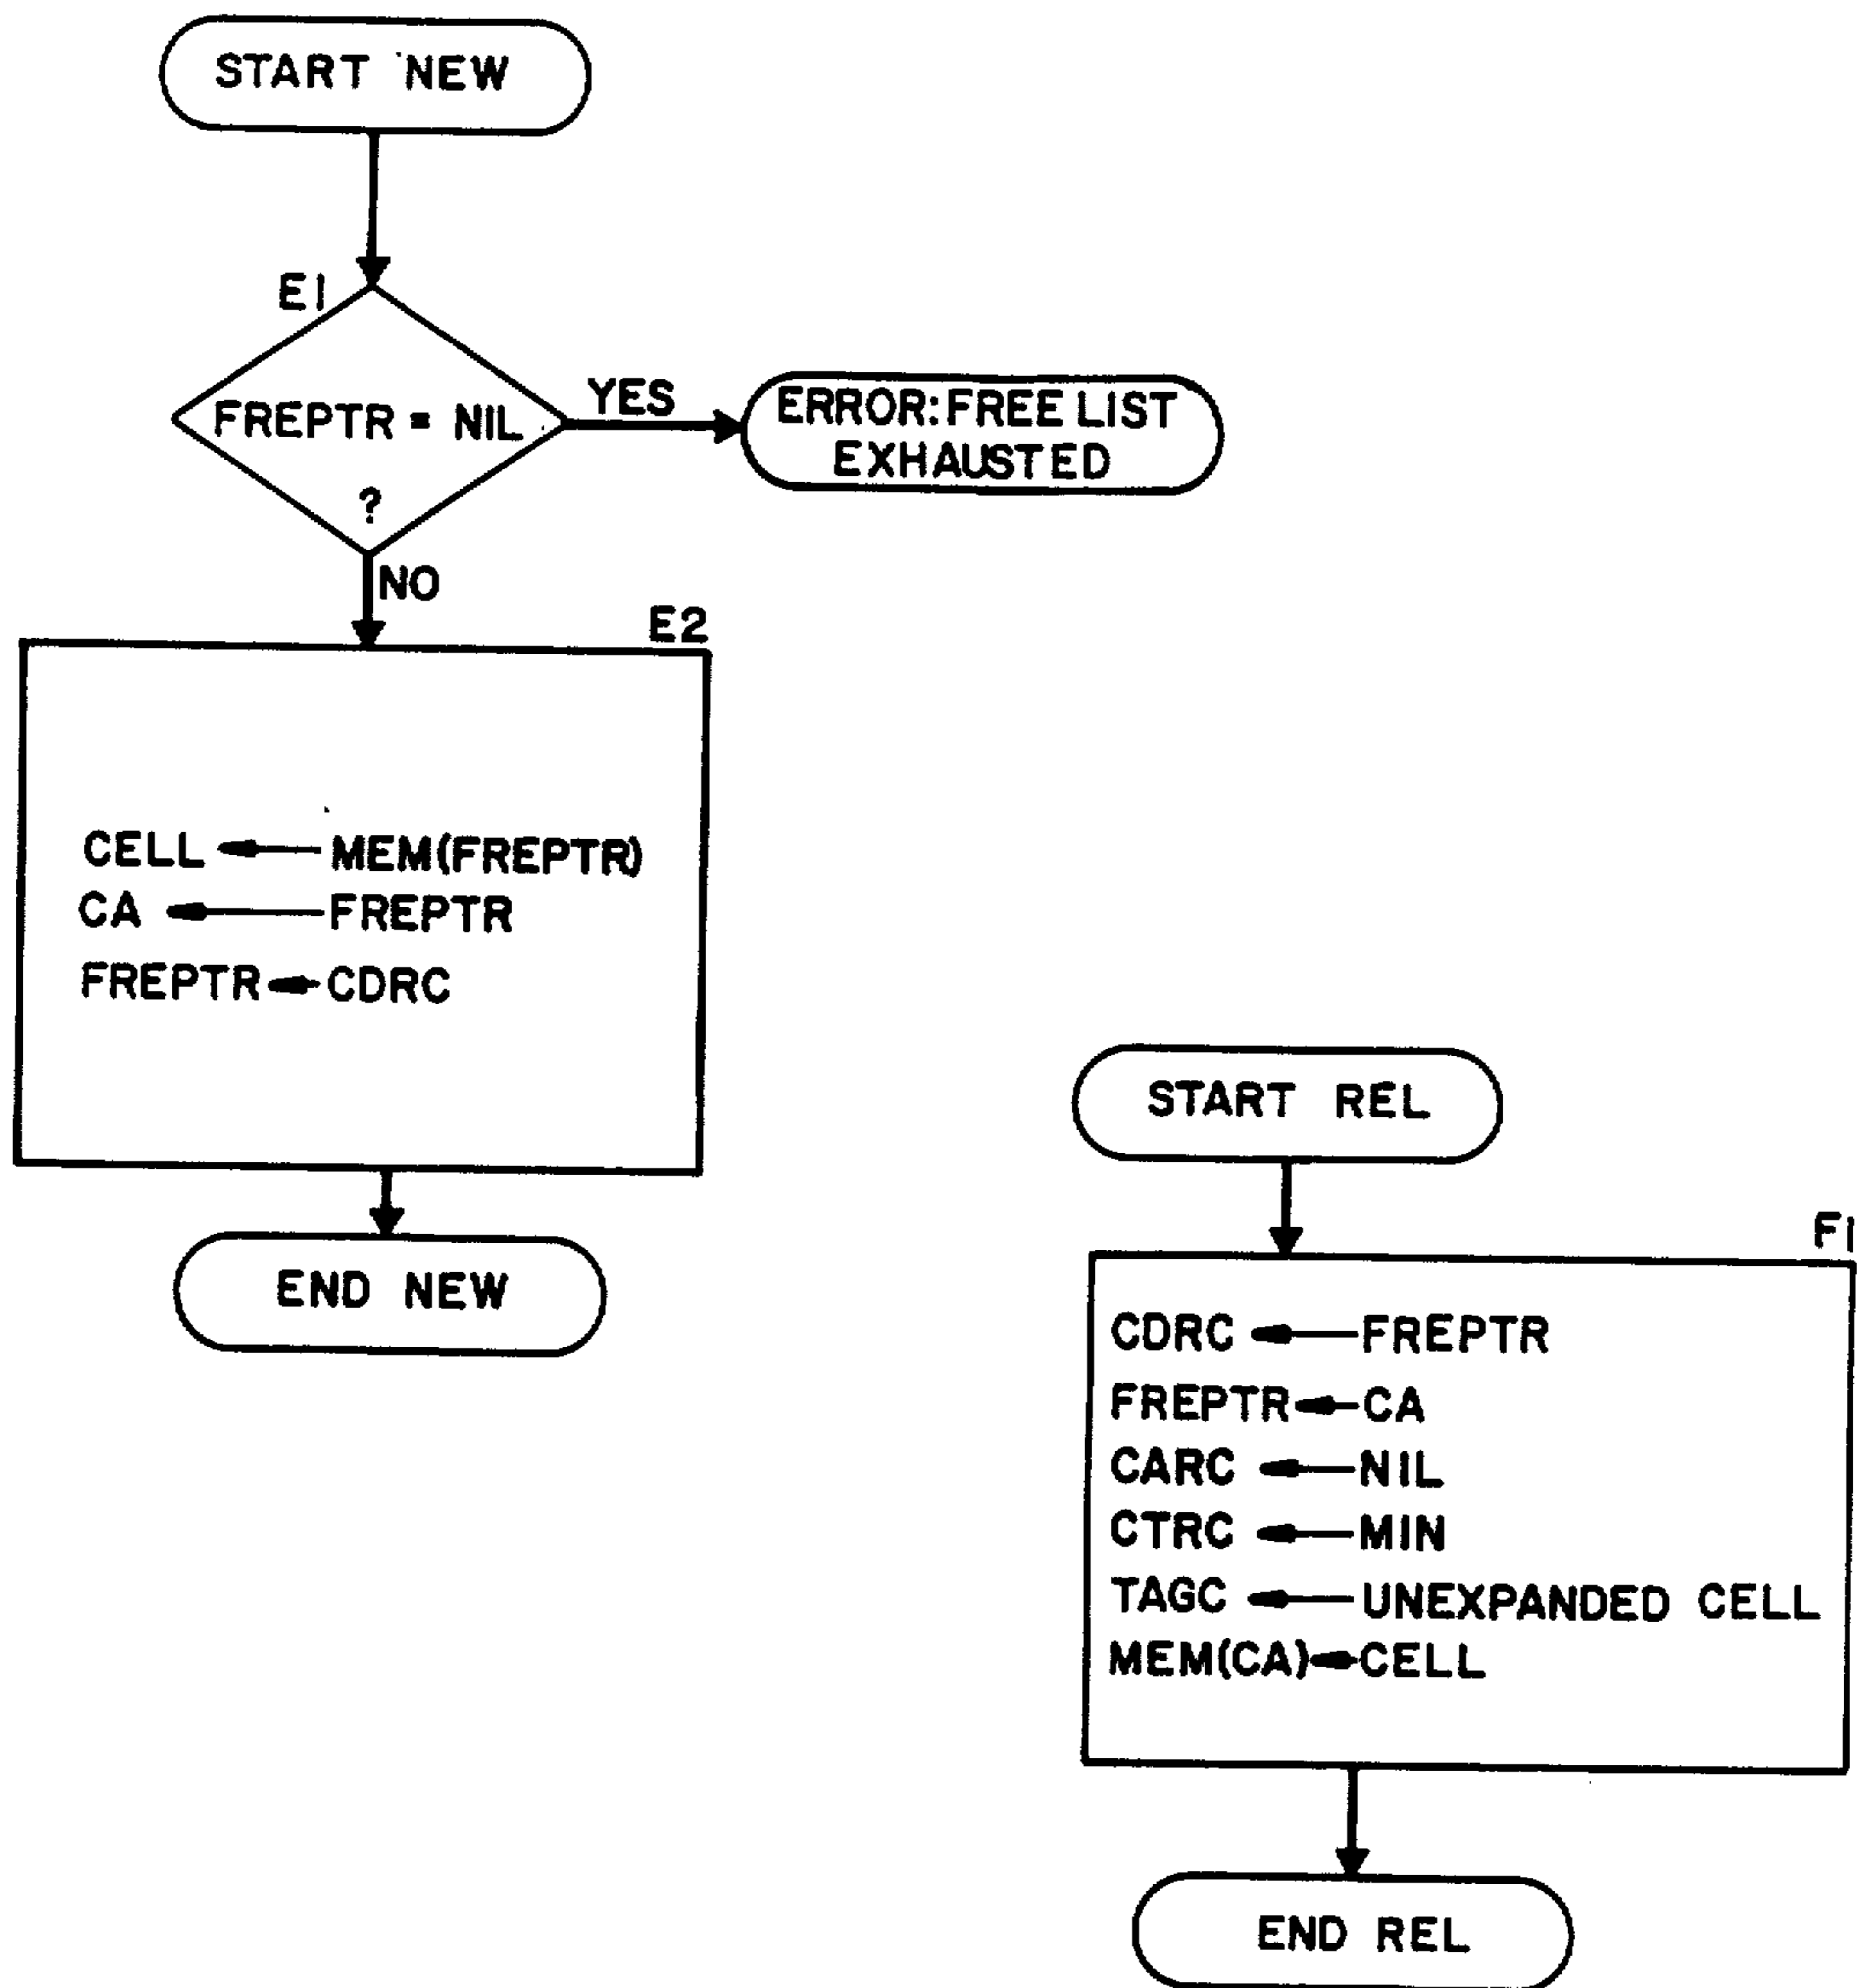 START NEW
E1
FREPTR = NIL
?
YES
ERROR: FREE LIST
EXHAUSTED
NO
E2
CELL ← MEM(FREPTR)
CA ← FREPTR
FREPTR ← CDRC
END NEW
START REL
F1
CDRC ← FREPTR
FREPTR ← CA
CARC ← NIL
CTRC ← MIN
TAGC ← UNEXPANDED CELL
MEM(CA) ← CELL
END REL